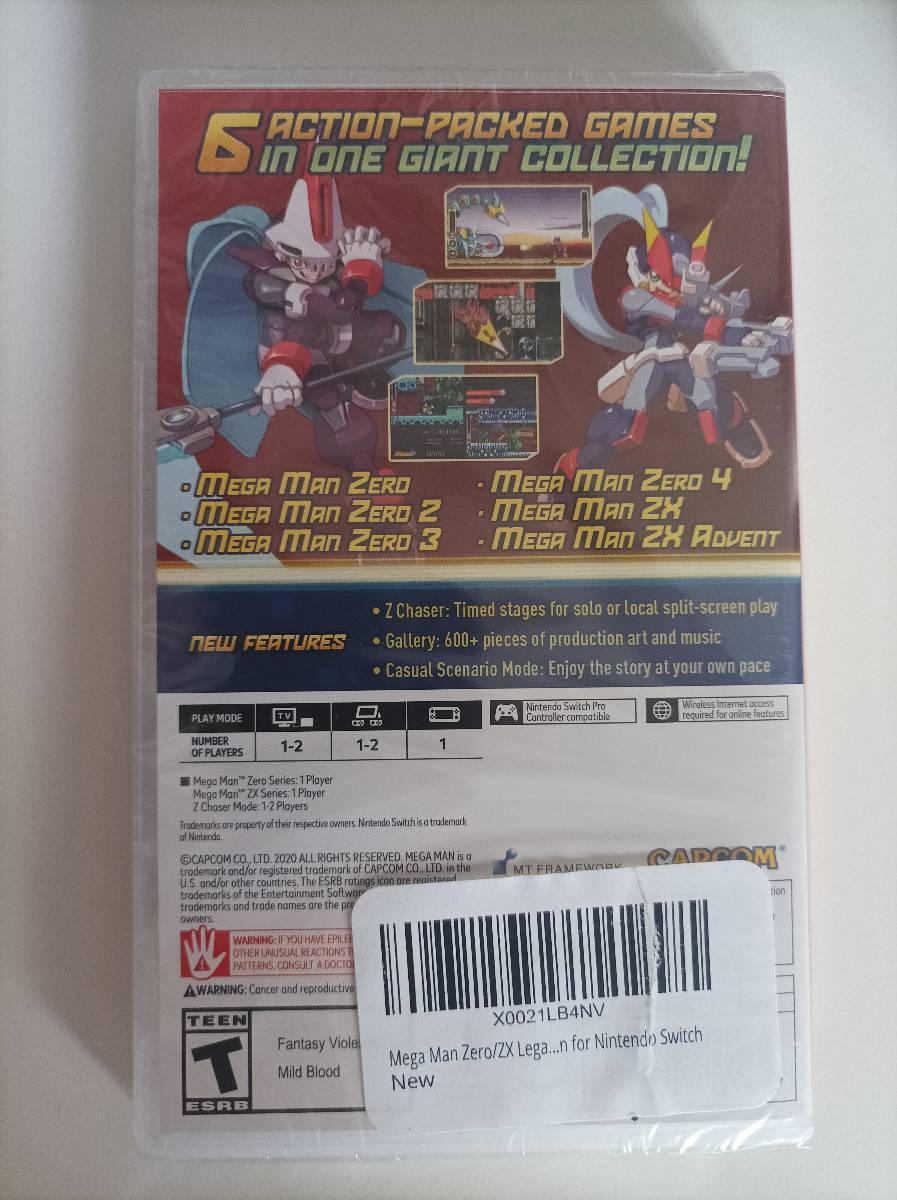 6 ACTION-PACKED GAMES
IN ONE GIANT COLLECTION!
• MEGA MAN ZERO
• MEGA MAN ZERO 2
• MEGA MAN ZERO 3
• MEGA MAN ZERO 4
• MEGA MAN ZX
• MEGA MAN ZX ADVENT
NEW FEATURES
• Z Chaser: Timed stages for solo or local split-screen play
• Gallery: 600+ pieces of production art and music
• Casual Scenario Mode: Enjoy the story at your own pace
PLAY MODE
TV
NUMBER
OF PLAYERS
1-2
1-2
1
Nintendo Switch Pro
Controller compatible
Wireless Internet access
required for online features
■ Mega Man™ Zero Series: 1 Player
Mega Man™ ZX Series: 1 Player
Z Chaser Mode: 1-2 Players
Trademarks are property of their respective owners. Nintendo Switch is a trademark
of Nintendo.
©CAPCOM CO., LTD. 2020 ALL RIGHTS RESERVED. MEGA MAN is a
trademark and/or registered trademark of CAPCOM CO., LTD. in the
U.S. and/or other countries. The ESRB ratings icon are registered
trademarks of the Entertainment Softwar
trademarks and trade names are the pr
owners.
MT FRAMEWORK
CAPCOM®
WARNING: IF YOU HAVE EPILE
OTHER UNUSUAL REACTIONS T
PATTERNS, CONSULT A DOCTO
WARNING: Cancer and reproductive
TEEN
T
ESRB
Fantasy Viole
Mild Blood
X0021LB4NV
Mega Man Zero/ZX Lega...n for Nintendo Switch
New